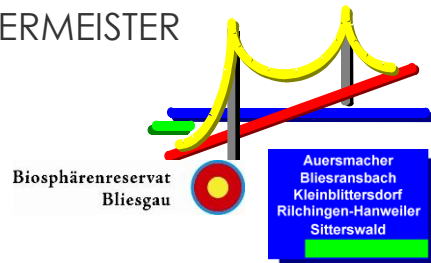 ERMEISTER
Biosphärenreservat
Bliesgau
Auersmacher
Bliesransbach
Kleinblittersdorf
Rilchingen-Hanweiler
Sitterswald